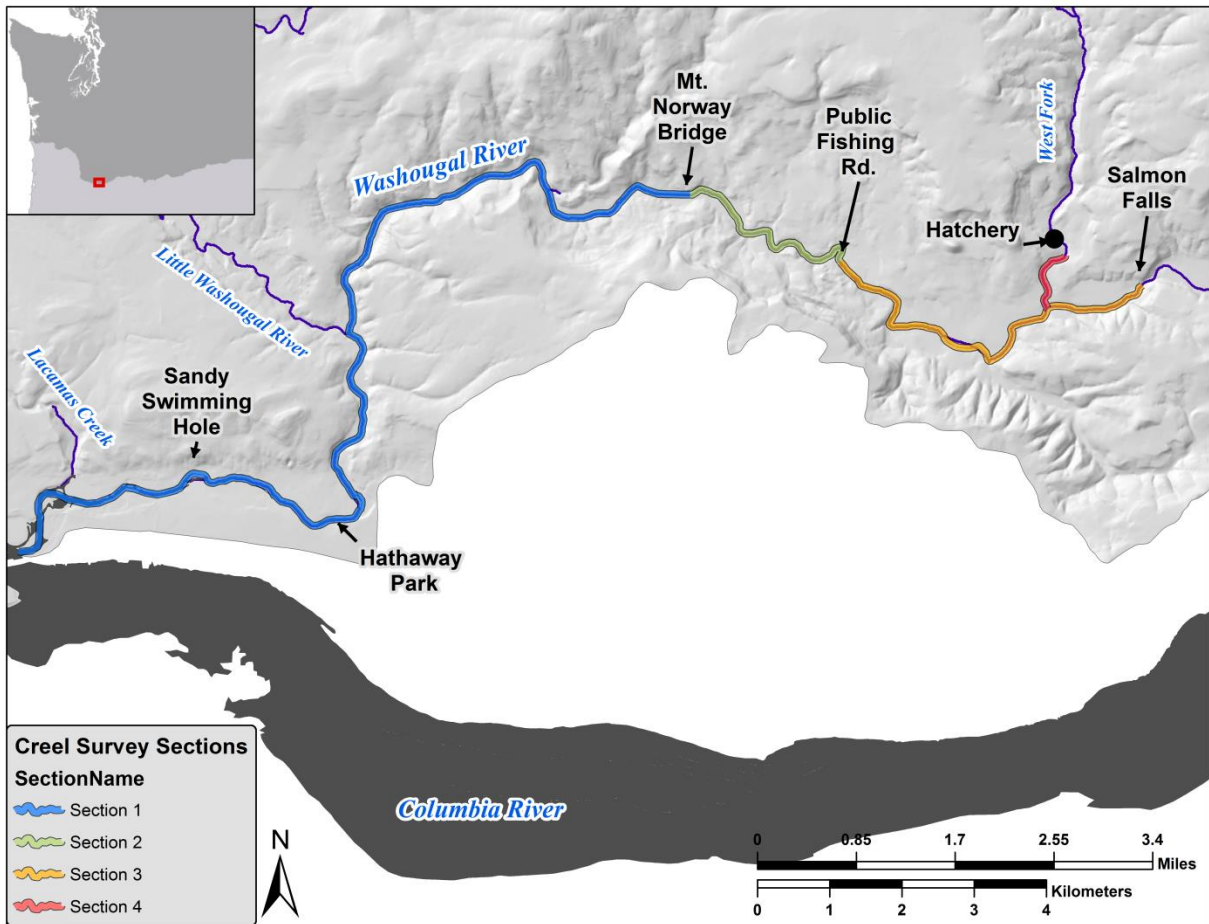 Mt.
Norway
Bridge
Public
Fishing
Rd.
West Fork
Washougal River
Salmon
Falls
Hatchery
Little Washougal River
Lacamas Creek
Sandy
Swimming
Hole
Hathaway
Park
Columbia River
Creel Survey Sections
SectionName
Section 1
Section 2
Section 3
Section 4
N
0 0.85 1.7 2.55 3.4
Miles
Kilometers
0 1 2 3 4